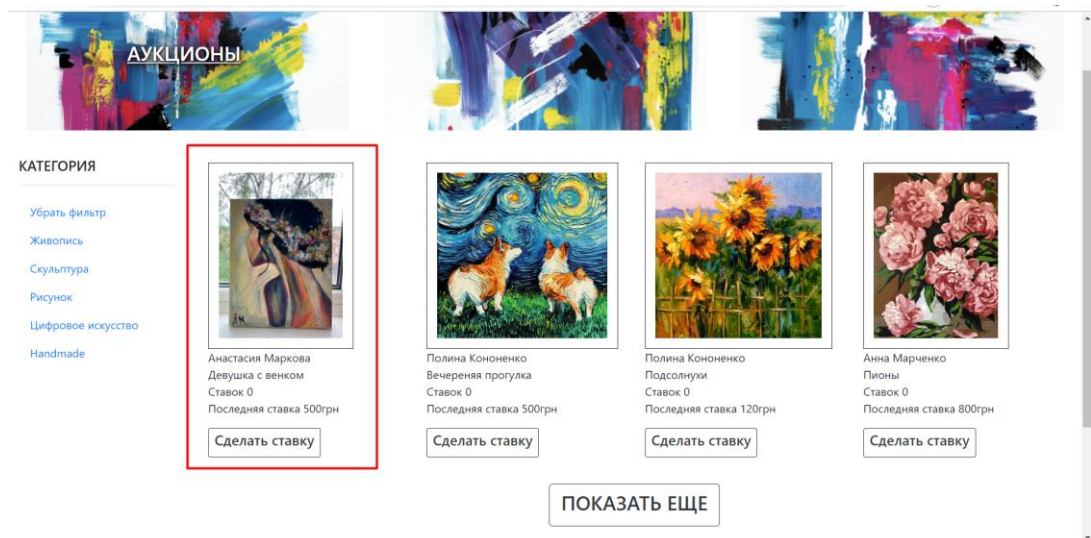 АУКЦИОНЫ
КАТЕГОРИЯ
Убрать фильтр
Живопись
Скульптура
Рисунок
Цифровое искусство
Handmade
Анастасия Маркова
Девушка с венком
Ставок 0
Последняя ставка 500грн
Сделать ставку
Полина Кононенко
Вечереняя прогулка
Ставок 0
Последняя ставка 500грн
Сделать ставку
Полина Кононенко
Подсолнухи
Ставок 0
Последняя ставка 120грн
Сделать ставку
Анна Марченко
Пионы
Ставок 0
Последняя ставка 800грн
Сделать ставку
ПОКАЗАТЬ ЕЩЕ